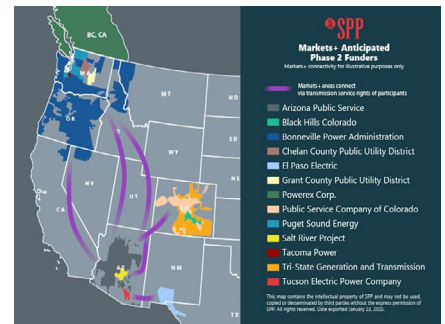 BC, CA
WA
MT
ND
OR
ID
SD
WY
NE
NV
UT
CO
CA
AZ
NM
TX
SPP
Markets+ Anticipated
Phase 2 Funders
Markets+ connectivity for illustrative purposes only
Markets+ areas connect
via transmission service rights of participants
Arizona Public Service
Black Hills Colorado
Bonneville Power Administration
Chelan County Public Utility District
El Paso Electric
Grant County Public Utility District
Powerex Corp.
Public Service Company of Colorado
Puget Sound Energy
Salt River Project
Tacoma Power
Tri-State Generation and Transmission
Tucson Electric Power Company
This map contains the intellectual property of SPP and may not be used,
copied or disseminated by third parties without the express permission of
SPP. All rights reserved. Date exported January 23, 2025.